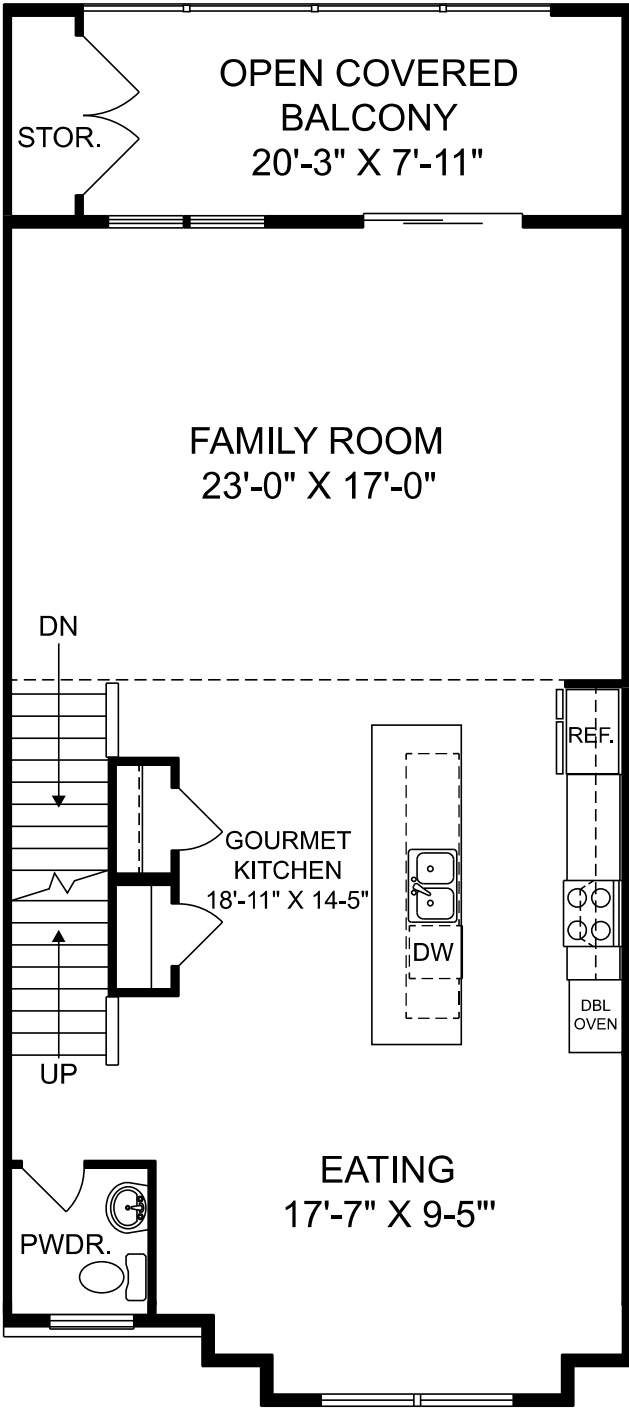 OPEN COVERED
BALCONY
20'-3" X 7'-11"
STOR.
FAMILY ROOM
23'-0" X 17'-0"
DN
REF.
GOURMET
KITCHEN
18'-11" X 14-5"
DW
DBL
OVEN
UP
EATING
17'-7" X 9-5'"
PWDR.